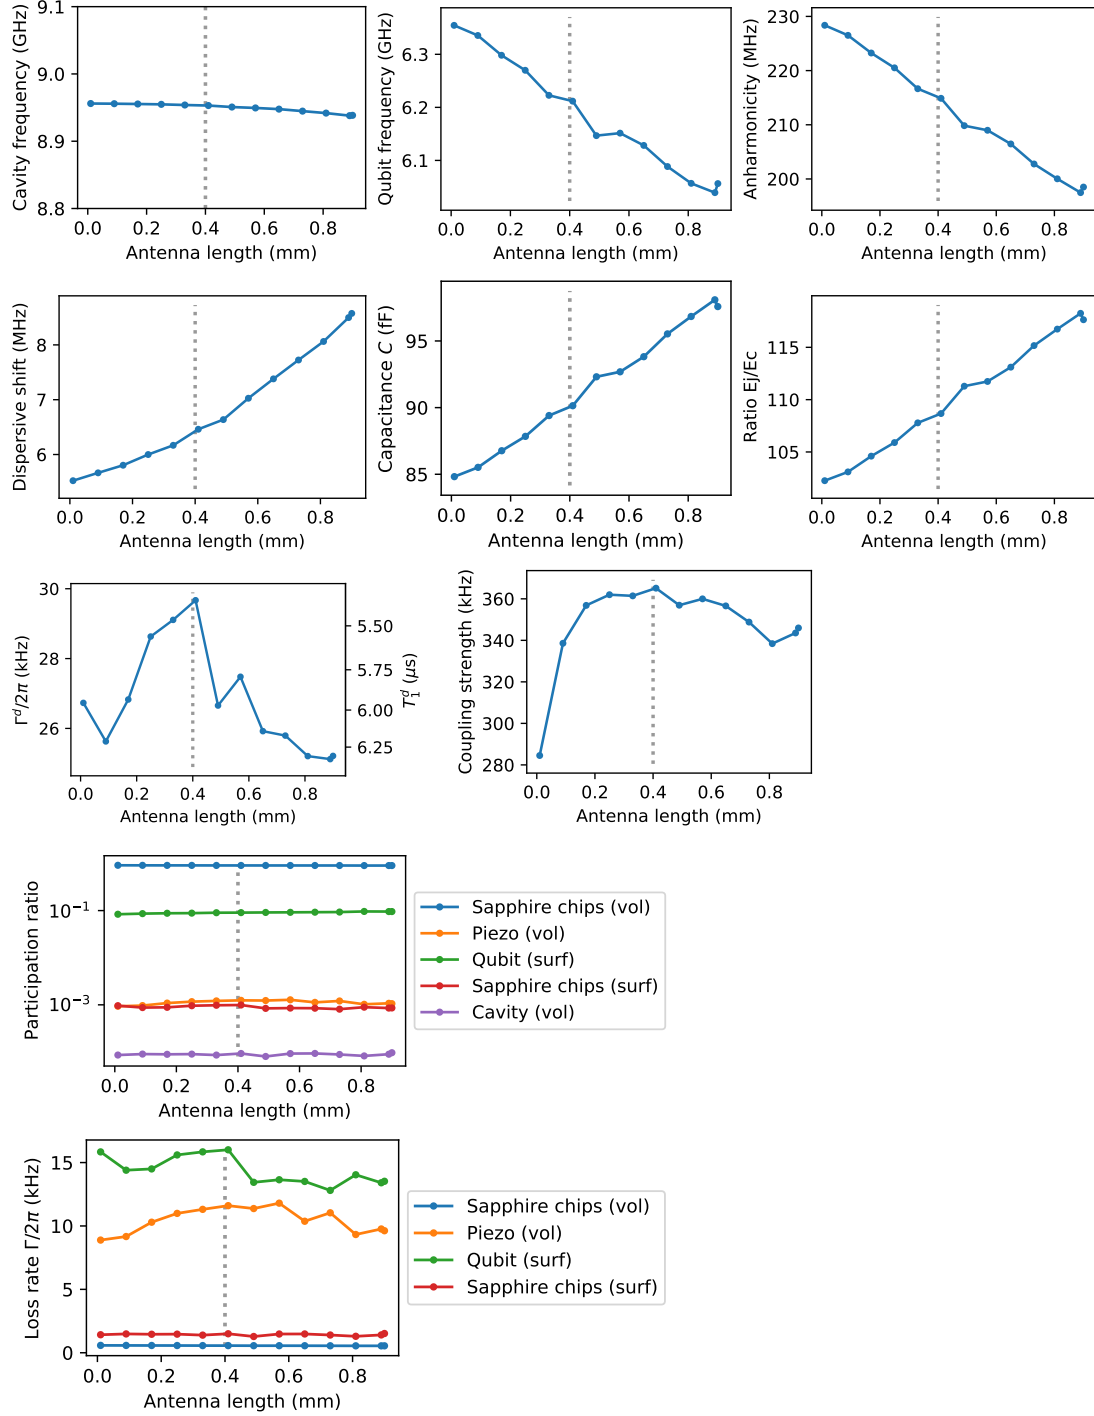 Cavity frequency (GHz)
9.1
9.0
8.9
8.8
0.0 0.2 0.4 0.6 0.8
Antenna length (mm)
Qubit frequency (GHz)
6.3
6.2
6.1
0.0 0.2 0.4 0.6 0.8
Antenna length (mm)
Anharmonicity (MHz)
230
220
210
200
0.0 0.2 0.4 0.6 0.8
Antenna length (mm)
Dispersive shift (MHz)
8
7
6
0.0 0.2 0.4 0.6 0.8
Antenna length (mm)
Capacitance C (fF)
95
90
85
0.0 0.2 0.4 0.6 0.8
Antenna length (mm)
Ratio Ej/Ec
115
110
105
0.0 0.2 0.4 0.6 0.8
Antenna length (mm)
Γ^d/2π (kHz)
30
28
26
5.50
5.75
6.00
6.25
T_1^d (μs)
0.0 0.2 0.4 0.6 0.8
Antenna length (mm)
Coupling strength (kHz)
360
340
320
300
280
0.0 0.2 0.4 0.6 0.8
Antenna length (mm)
Participation ratio
10^−1
10^−3
0.0 0.2 0.4 0.6 0.8
Antenna length (mm)
Sapphire chips (vol)
Piezo (vol)
Qubit (surf)
Sapphire chips (surf)
Cavity (vol)
Loss rate Γ/2π (kHz)
15
10
5
0
0.0 0.2 0.4 0.6 0.8
Antenna length (mm)
Sapphire chips (vol)
Piezo (vol)
Qubit (surf)
Sapphire chips (surf)